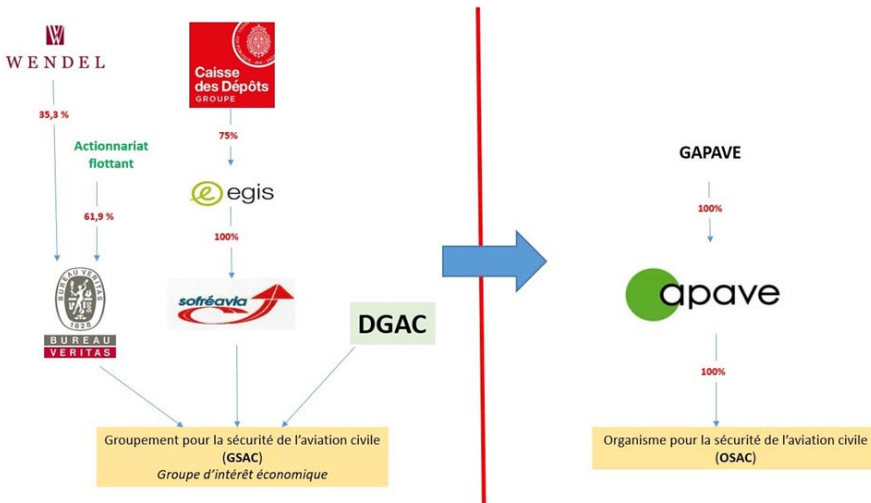 WENDEL
Caisse
des Dépôts
GROUPE
35,3 %
75%
Actionnariat
flottant
egis
61,9 %
100%
BUREAU VERITAS
1828
BUREAU
VERITAS
sofréavia
DGAC
Groupement pour la sécurité de l'aviation civile
(GSAC)
Groupe d'intérêt économique
GAPAVE
100%
apave
100%
Organisme pour la sécurité de l'aviation civile
(OSAC)